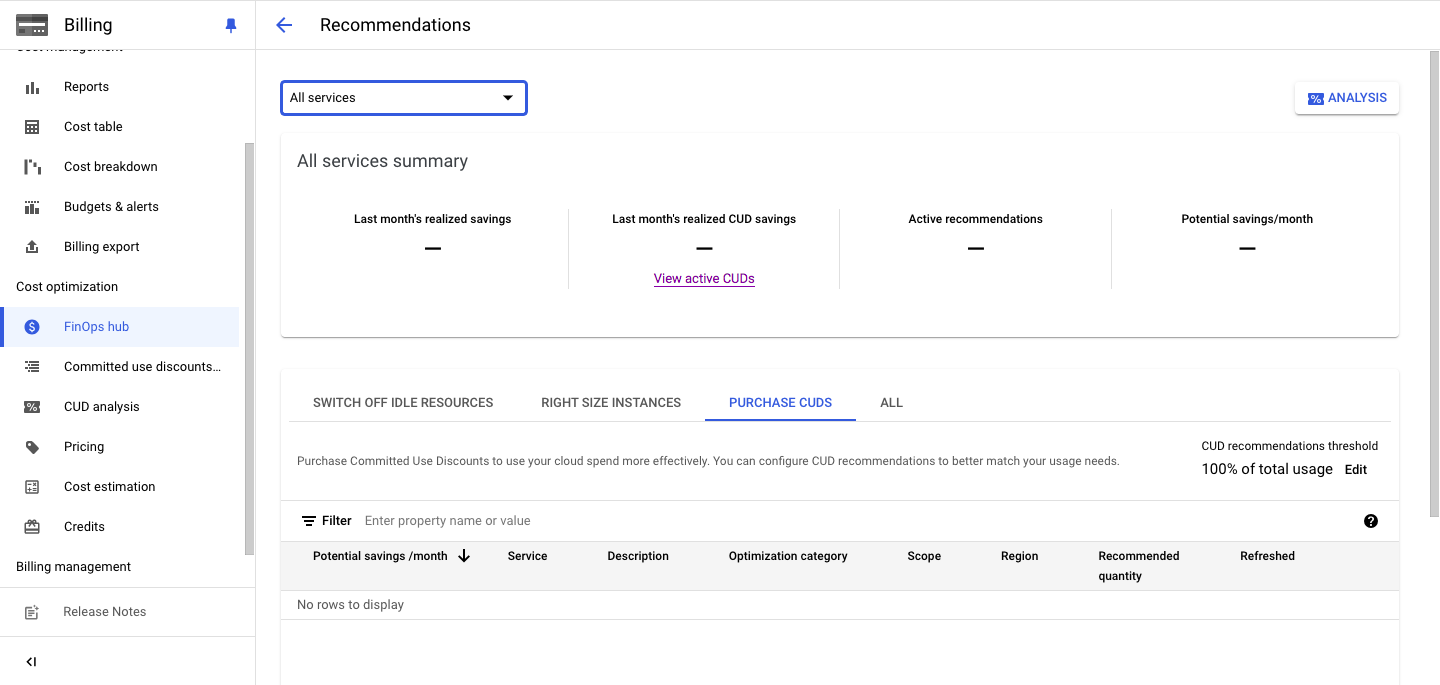 Billing
Recommendations
Cost management
Reports
Cost table
Cost breakdown
Budgets & alerts
Billing export
Cost optimization
FinOps hub
Committed use discounts…
CUD analysis
Pricing
Cost estimation
Credits
Billing management
Release Notes
All services
% ANALYSIS
All services summary
Last month's realized savings
—
Last month's realized CUD savings
—
View active CUDs
Active recommendations
—
Potential savings/month
—
SWITCH OFF IDLE RESOURCES
RIGHT SIZE INSTANCES
PURCHASE CUDS
ALL
Purchase Committed Use Discounts to use your cloud spend more effectively. You can configure CUD recommendations to better match your usage needs.
CUD recommendations threshold
100% of total usage Edit
Filter Enter property name or value
Potential savings /month
Service
Description
Optimization category
Scope
Region
Recommended
quantity
Refreshed
No rows to display